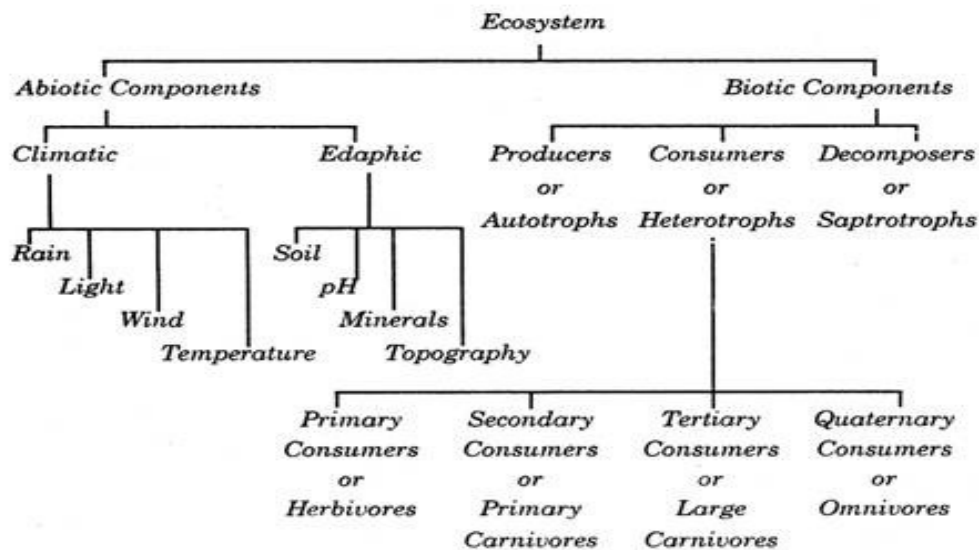 Ecosystem
Abiotic Components
Biotic Components
Climatic
Edaphic
Producers
or
Autotrophs
Consumers
or
Heterotrophs
Decomposers
or
Saptrotrophs
Rain
Light
Wind
Temperature
Soil
pH
Minerals
Topography
Primary
Consumers
or
Herbivores
Secondary
Consumers
or
Primary
Carnivores
Tertiary
Consumers
or
Large
Carnivores
Quaternary
Consumers
or
Omnivores